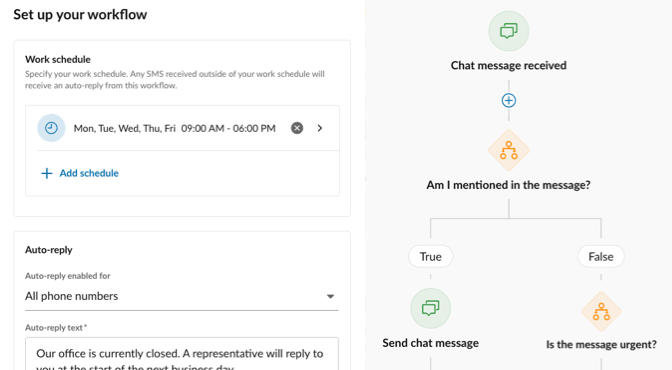 Set up your workflow
Work schedule
Specify your work schedule. Any SMS received outside of your work schedule will
receive an auto-reply from this workflow.
Mon, Tue, Wed, Thu, Fri 09:00 AM - 06:00 PM
Add schedule
Auto-reply
Auto-reply enabled for
All phone numbers
Auto-reply text*
Our office is currently closed. A representative will reply to
you at the start of the next business day
Chat message received
Am I mentioned in the message?
True
False
Send chat message
Is the message urgent?